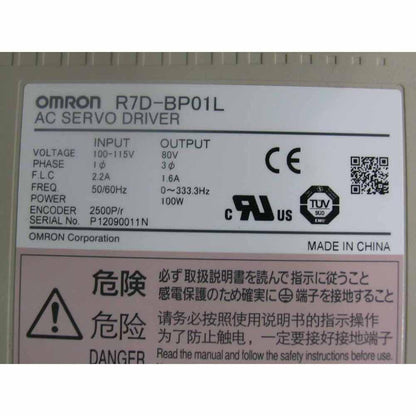 OMRON R7D-BP01L
AC SERVO DRIVER
INPUT OUTPUT
VOLTAGE 100-115V 80V
PHASE 1ϕ 3ϕ
F.L.C 2.2A 1.6A
FREQ. 50/60Hz 0~333.3Hz
POWER 100W
ENCODER 2500P/r
SERIAL No. P12090011N
OMRON Corporation
CE
C RU US
TÜV
MADE IN CHINA
危険 必ず取扱説明書を読んで指示に従うこと
感電保護のため確実に⏚端子を接地すること
危险 请务必按照使用说明书的指示操作
为了防止触电，一定要接好接地端子
DANGER Read the manual and follow the safety instructions before use.